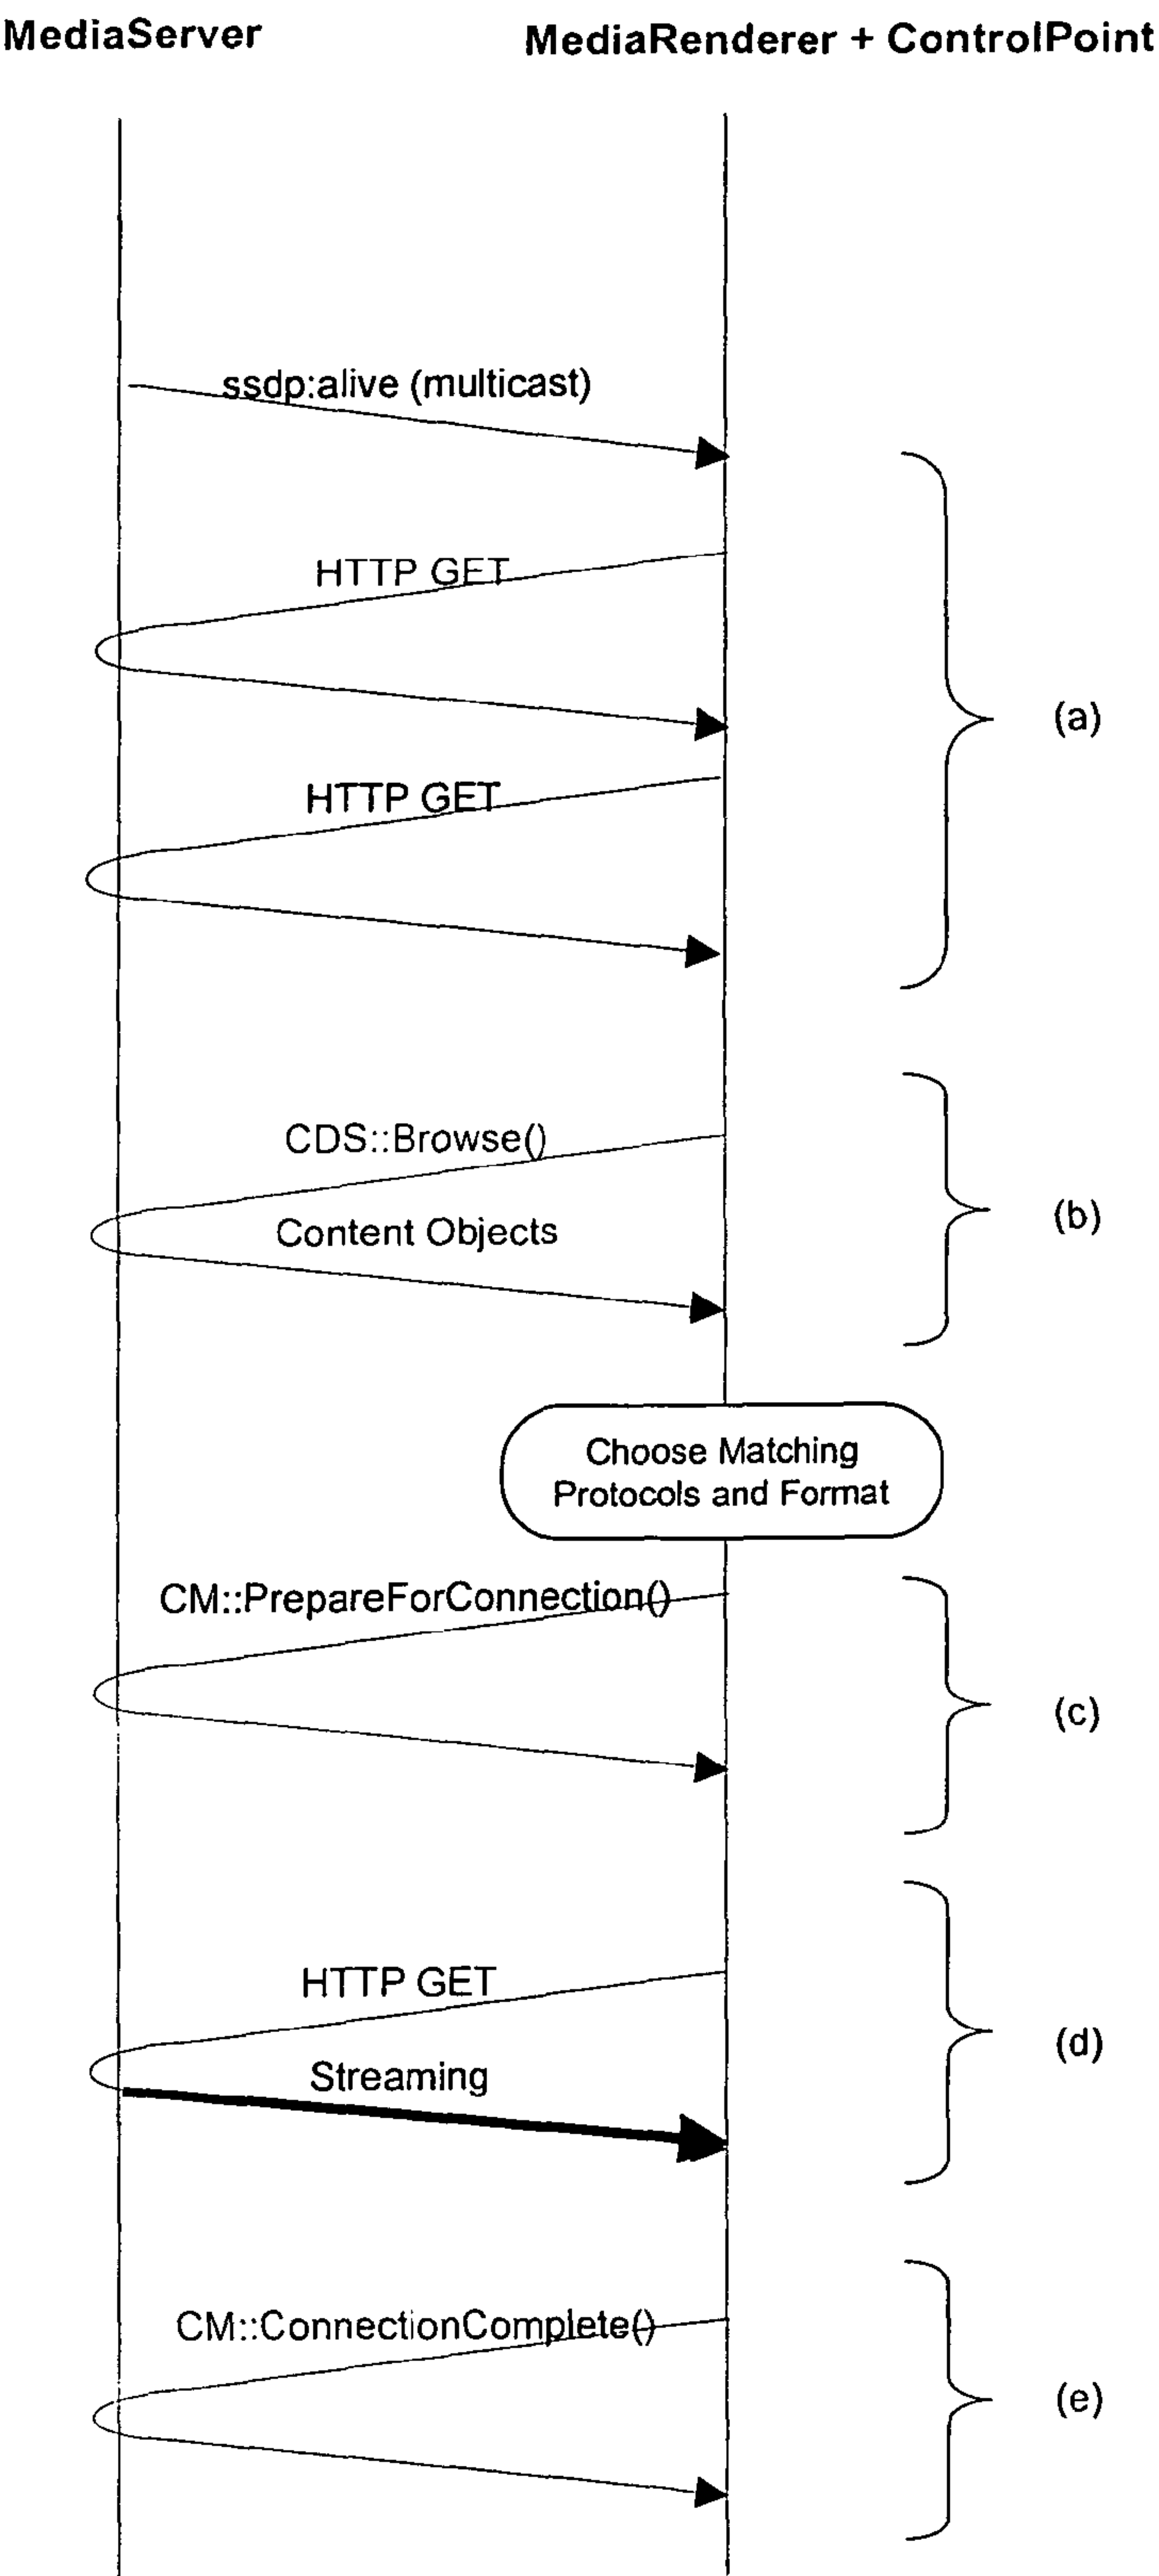 MediaServer
MediaRenderer + ControlPoint
ssdp:alive (multicast)
HTTP GET
(a)
HTTP GET
CDS::Browse()
(b)
Content Objects
Choose Matching
Protocols and Format
CM::PrepareForConnection()
(c)
HTTP GET
(d)
Streaming
CM::ConnectionComplete()
(e)